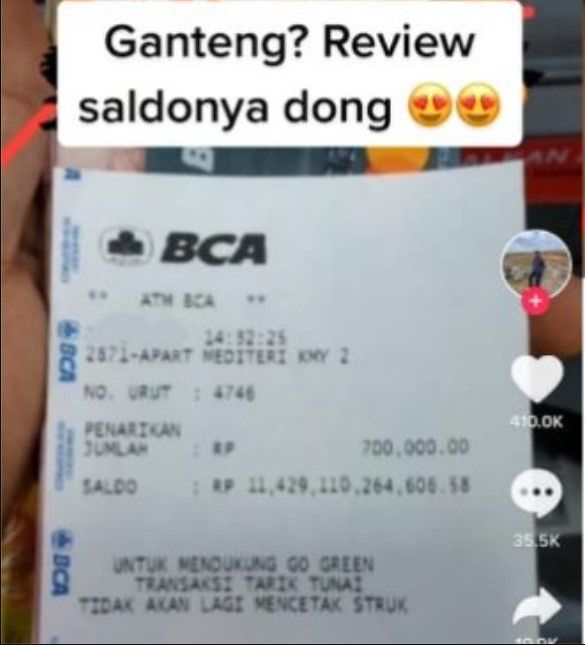 Ganteng? Review
saldonya dong 😍😍
BCA
** ATM BCA **
14:32:25
2871-APART MEDITERI KMY 2
NO. URUT : 4746
PENARIKAN
JUMLAH : RP 700,000.00
SALDO : RP 11,429,110,264,606.58
UNTUK MENDUKUNG GO GREEN
TRANSAKSI TARIK TUNAI
TIDAK AKAN LAGI MENCETAK STRUK
BCA
BCA
410.0K
35.5K